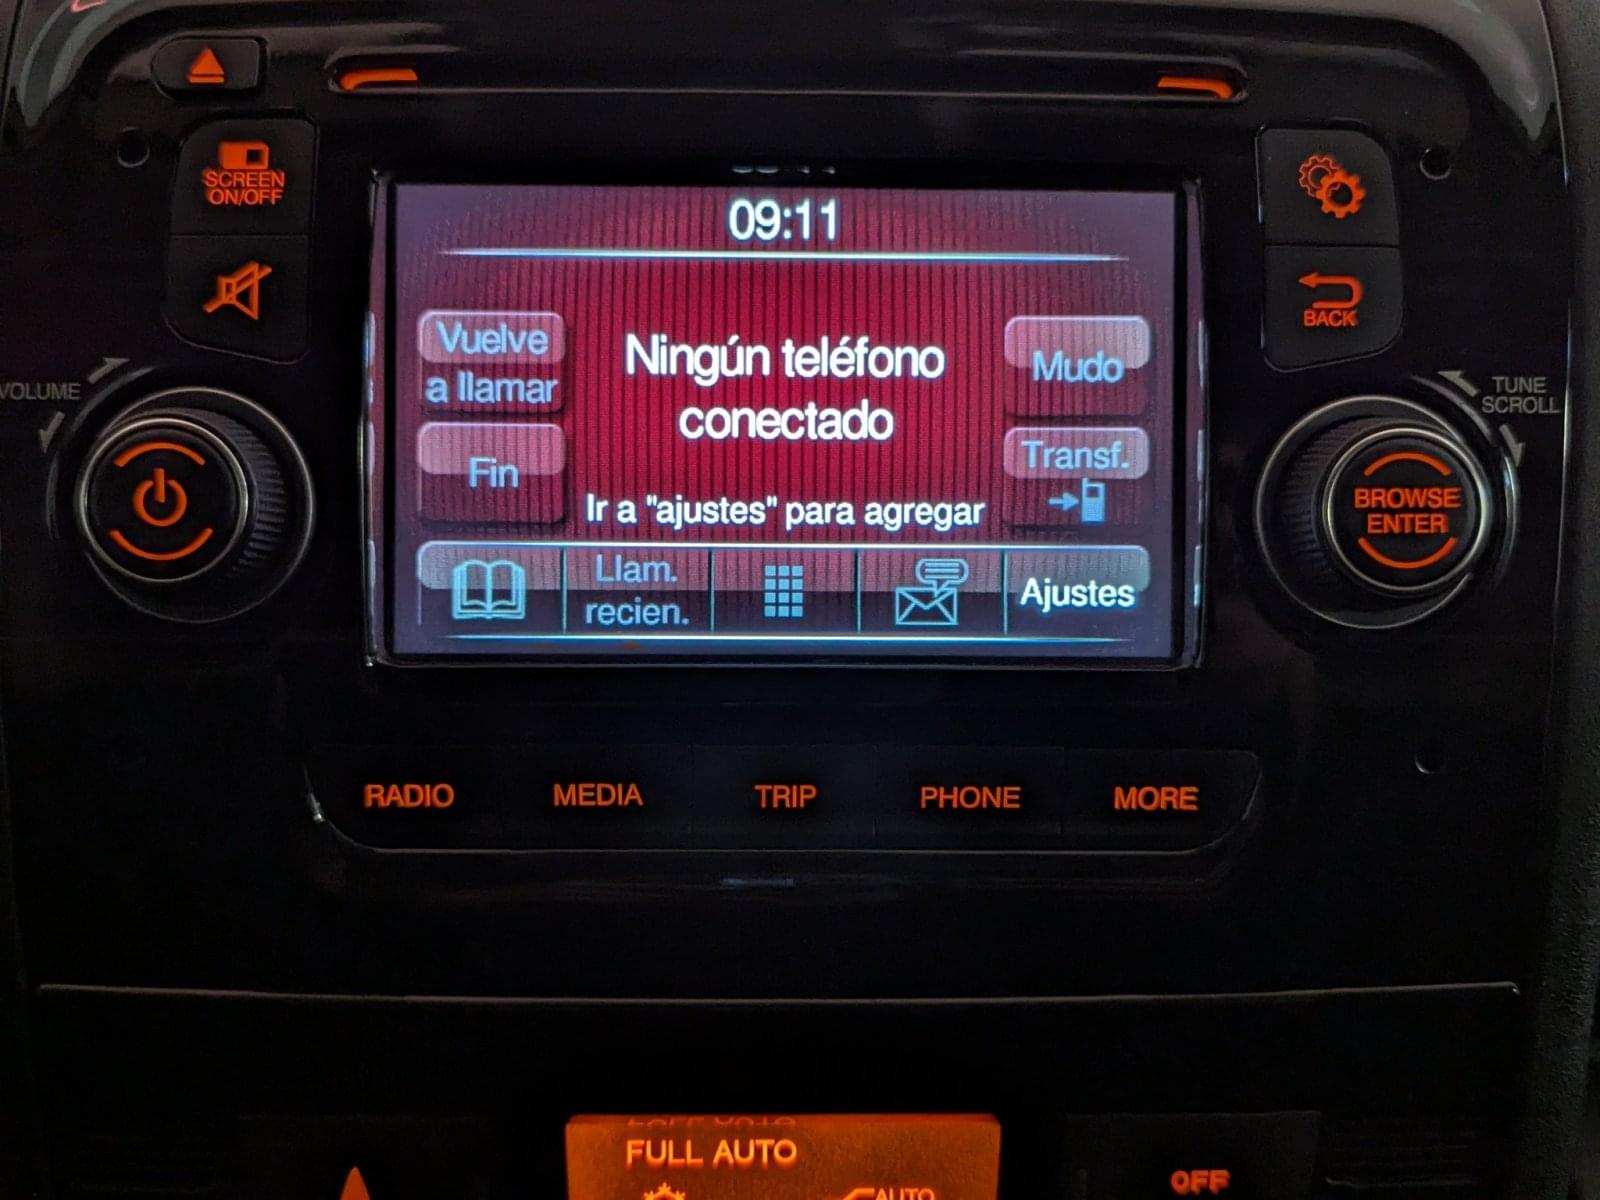 SCREEN
ON/OFF
09:11
BACK
VOLUME
TUNE
SCROLL
Vuelve
a llamar
Ningún teléfono
conectado
Mudo
Fin
Transf.
Ir a "ajustes" para agregar
BROWSE
ENTER
Llam.
recien.
Ajustes
RADIO
MEDIA
TRIP
PHONE
MORE
FULL AUTO
AUTO
OFF